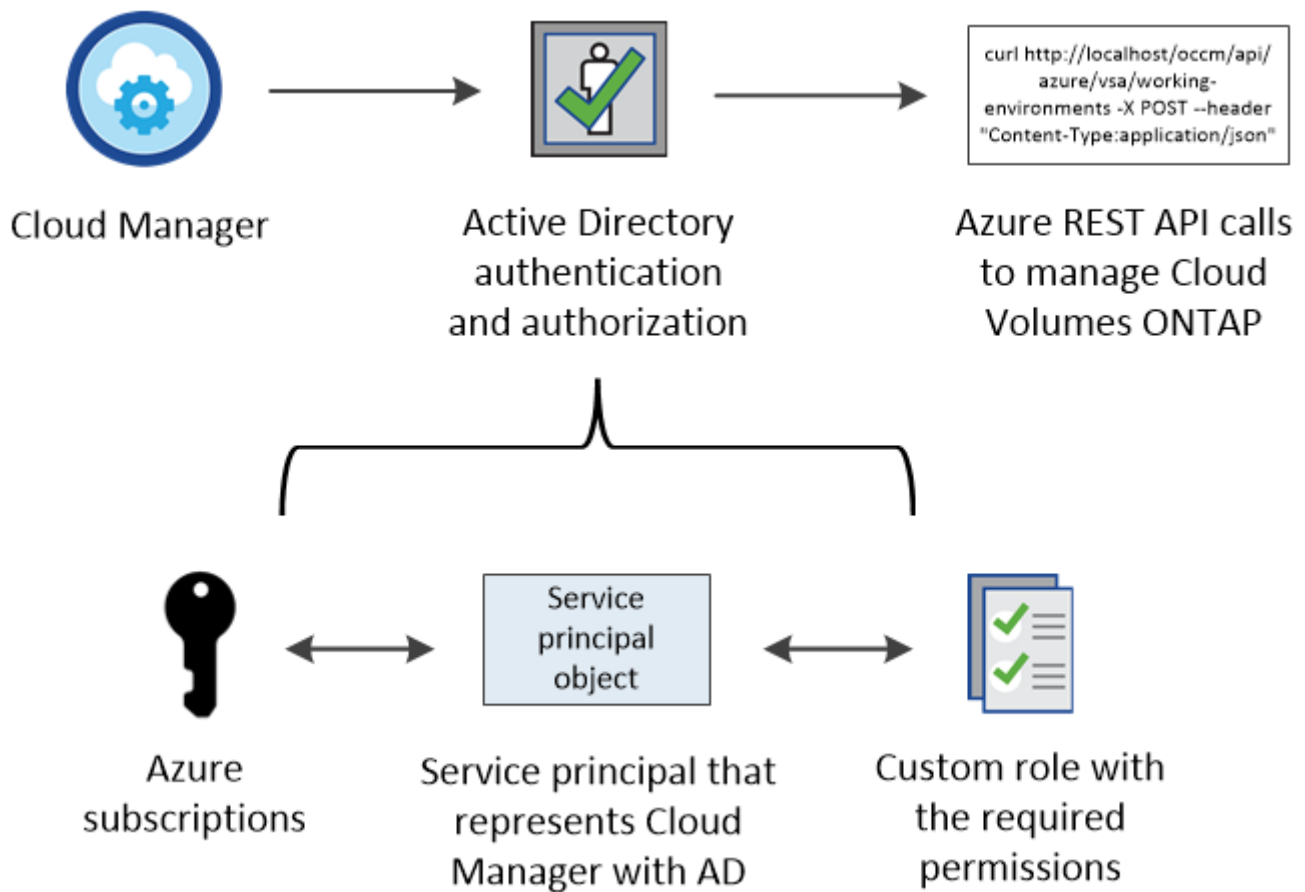 curl http://localhost/occm/api/
azure/vsa/working-
environments -X POST --header
"Content-Type:application/json"
Cloud Manager
Active Directory
authentication
and authorization
Azure REST API calls
to manage Cloud
Volumes ONTAP
Service
principal
object
Azure
subscriptions
Service principal that
represents Cloud
Manager with AD
Custom role with
the required
permissions